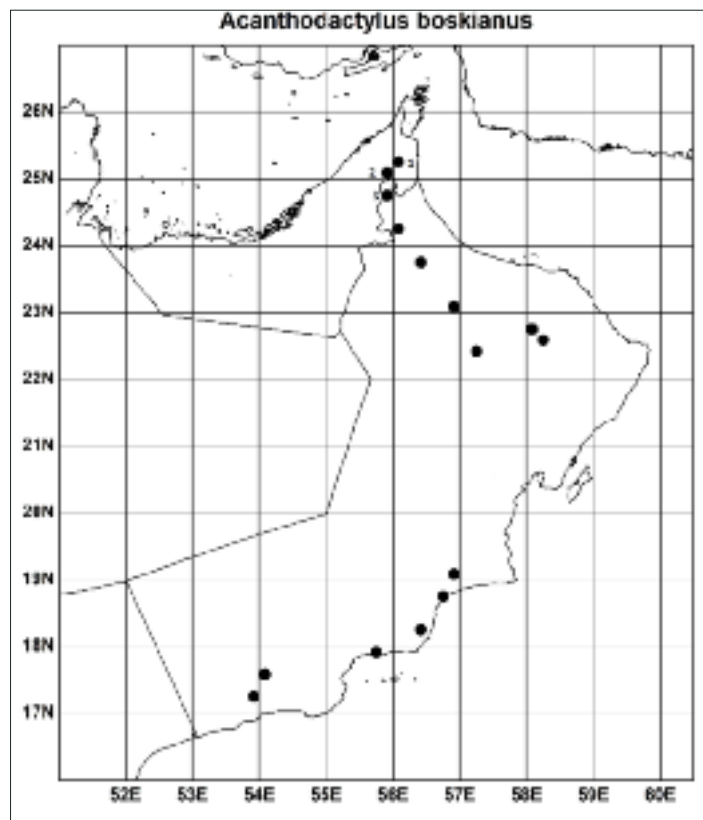 Acanthodactylus boskianus
26N
25N
24N
23N
22N
21N
20N
19N
18N
17N
52E 53E 54E 55E 56E 57E 58E 59E 60E